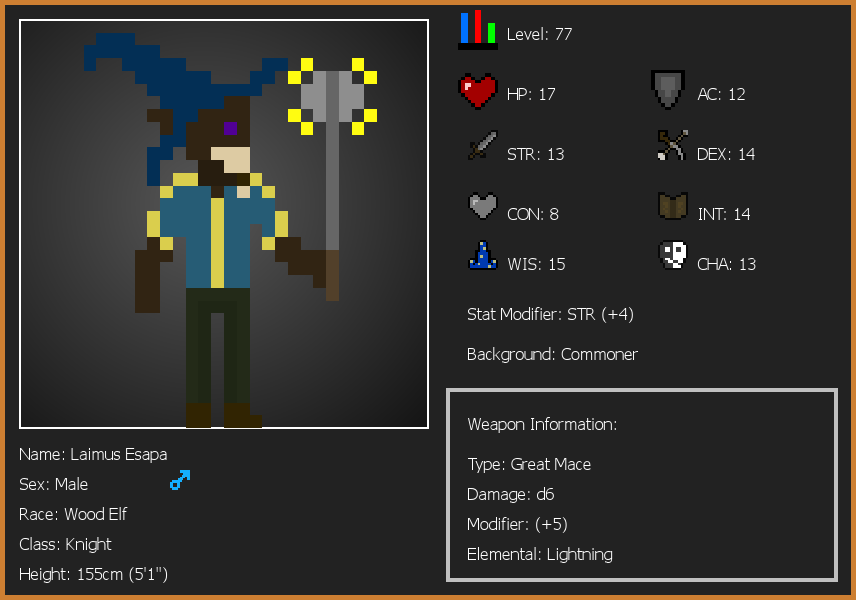 Level: 77
HP: 17
AC: 12
STR: 13
DEX: 14
CON: 8
INT: 14
WIS: 15
CHA: 13
Stat Modifier: STR (+4)
Background: Commoner
Weapon Information:
Type: Great Mace
Damage: d6
Modifier: (+5)
Elemental: Lightning
Name: Laimus Esapa
Sex: Male
Race: Wood Elf
Class: Knight
Height: 155cm (5'1")